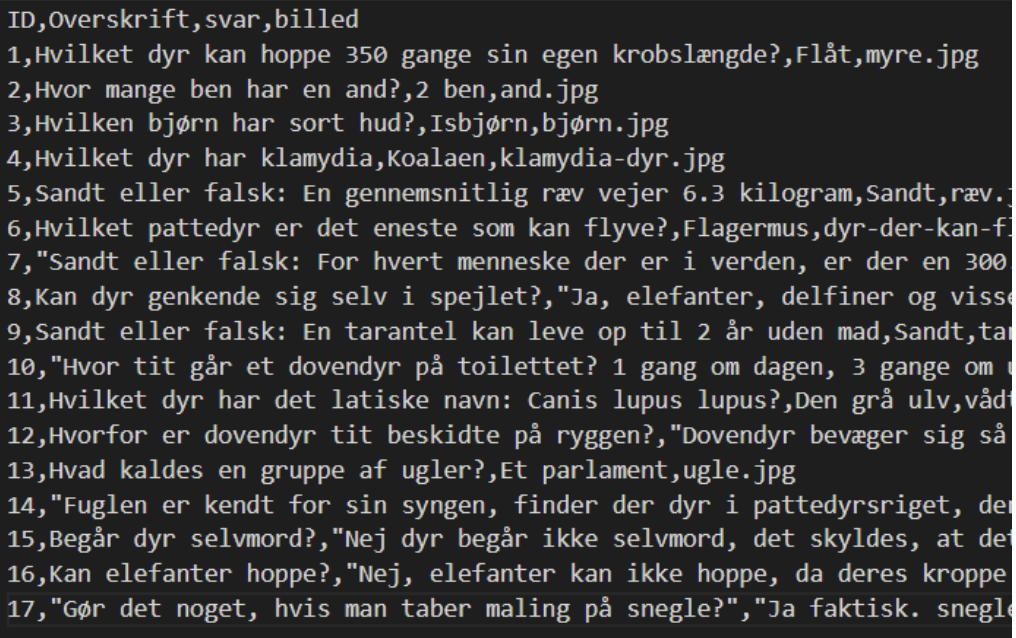 ID,Overskrift,svar,billed
1,Hvilket dyr kan hoppe 350 gange sin egen krobslængde?,Flåt,myre.jpg
2,Hvor mange ben har en and?,2 ben,and.jpg
3,Hvilken bjørn har sort hud?,Isbjørn,bjørn.jpg
4,Hvilket dyr har klamydia,Koalaen,klamydia-dyr.jpg
5,Sandt eller falsk: En gennemsnitlig ræv vejer 6.3 kilogram,Sandt,ræv.j
6,Hvilket pattedyr er det eneste som kan flyve?,Flagermus,dyr-der-kan-fl
7,"Sandt eller falsk: For hvert menneske der er i verden, er der en 300.
8,Kan dyr genkende sig selv i spejlet?,"Ja, elefanter, delfiner og visse
9,Sandt eller falsk: En tarantel kan leve op til 2 år uden mad,Sandt,tar
10,"Hvor tit går et dovendyr på toilettet? 1 gang om dagen, 3 gange om u
11,Hvilket dyr har det latiske navn: Canis lupus lupus?,Den grå ulv,vådt
12,Hvorfor er dovendyr tit beskidte på ryggen?,"Dovendyr bevæger sig så
13,Hvad kaldes en gruppe af ugler?,Et parlament,ugle.jpg
14,"Fuglen er kendt for sin syngen, finder der dyr i pattedyrsriget, der
15,Begår dyr selvmord?,"Nej dyr begår ikke selvmord, det skyldes, at det
16,Kan elefanter hoppe?,"Nej, elefanter kan ikke hoppe, da deres kroppe
17,"Gør det noget, hvis man taber maling på snegle?","Ja faktisk. snegle